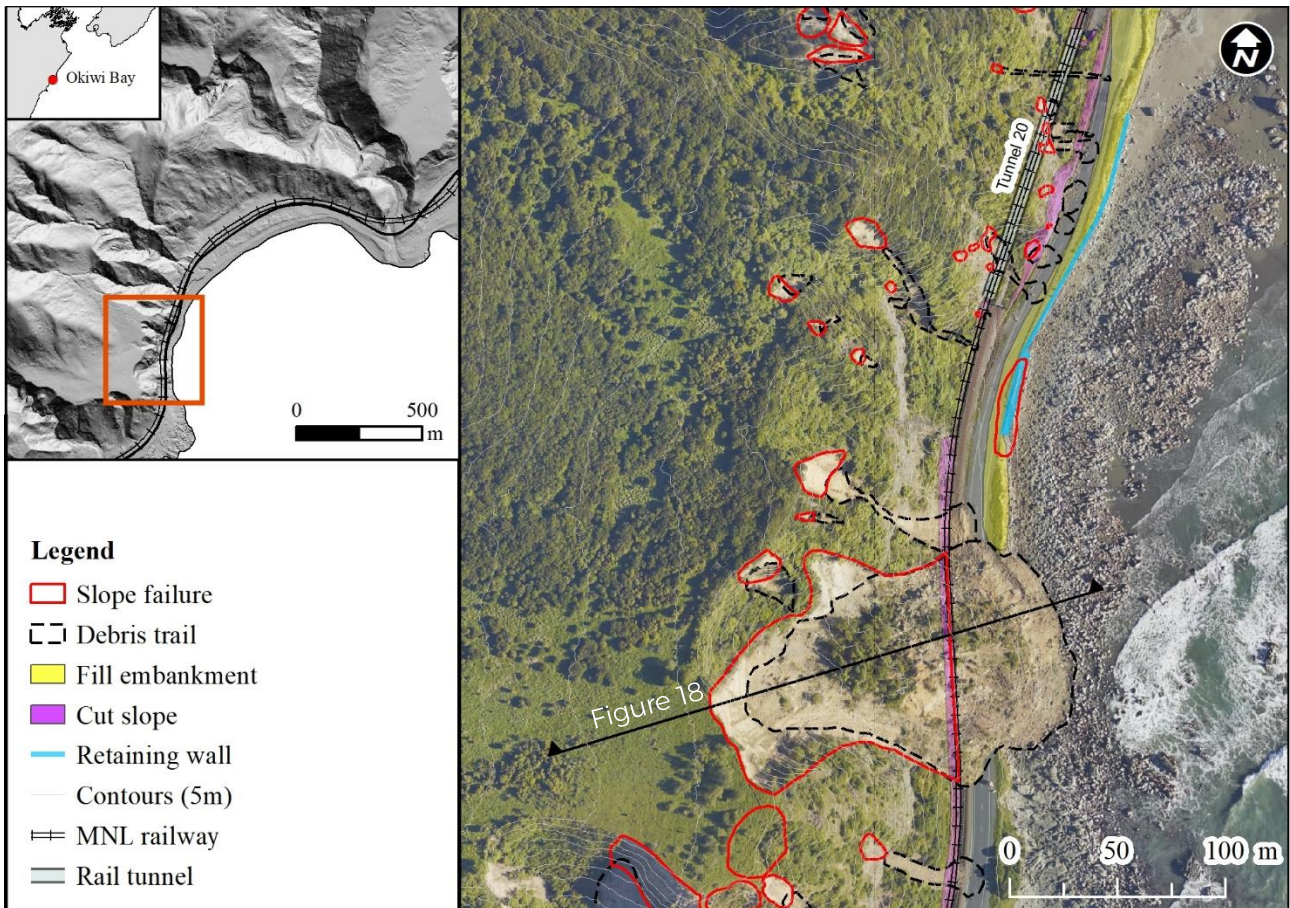 Okiwi Bay
0 500
m
Legend
Slope failure
Debris trail
Fill embankment
Cut slope
Retaining wall
Contours (5m)
MNL railway
Rail tunnel
N
Tunnel 20
Figure 18
0 50 100 m